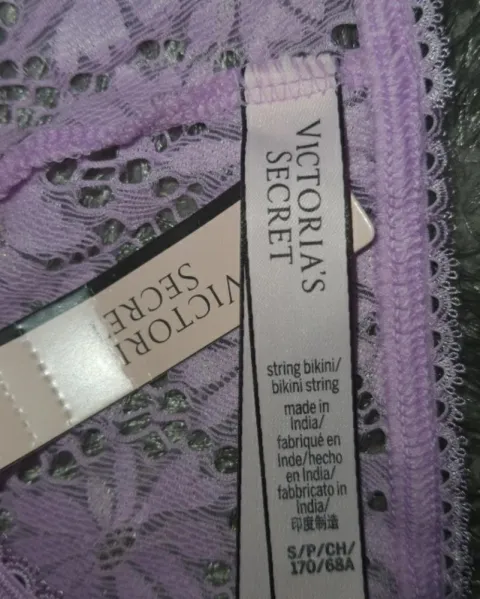 VICTORIA'S
SECRET
string bikini/
bikini string
made in
India/
fabriqué en
Inde/hecho
en India/
fabbricato in
India/
印度制造
S/P/CH/
170/68A
VICTORI
SECRE